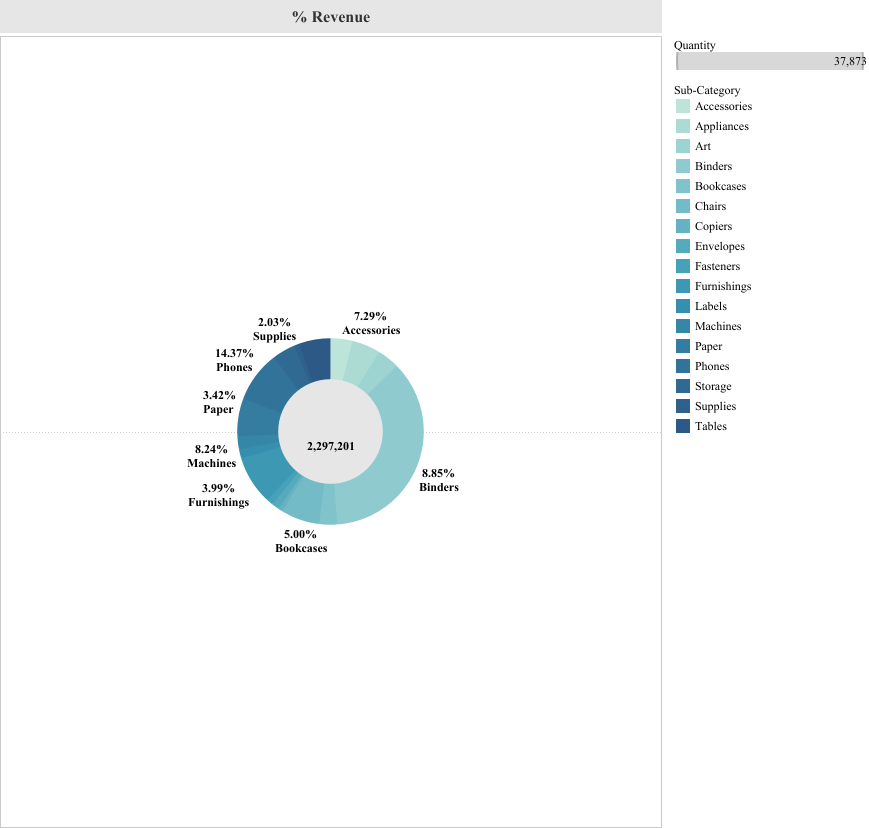 % Revenue
Quantity
37,873
Sub-Category
Accessories
Appliances
Art
Binders
Bookcases
Chairs
Copiers
Envelopes
Fasteners
Furnishings
Labels
Machines
Paper
Phones
Storage
Supplies
Tables
7.29%
Accessories
2.03%
Supplies
14.37%
Phones
3.42%
Paper
8.24%
Machines
3.99%
Furnishings
5.00%
Bookcases
8.85%
Binders
2,297,201